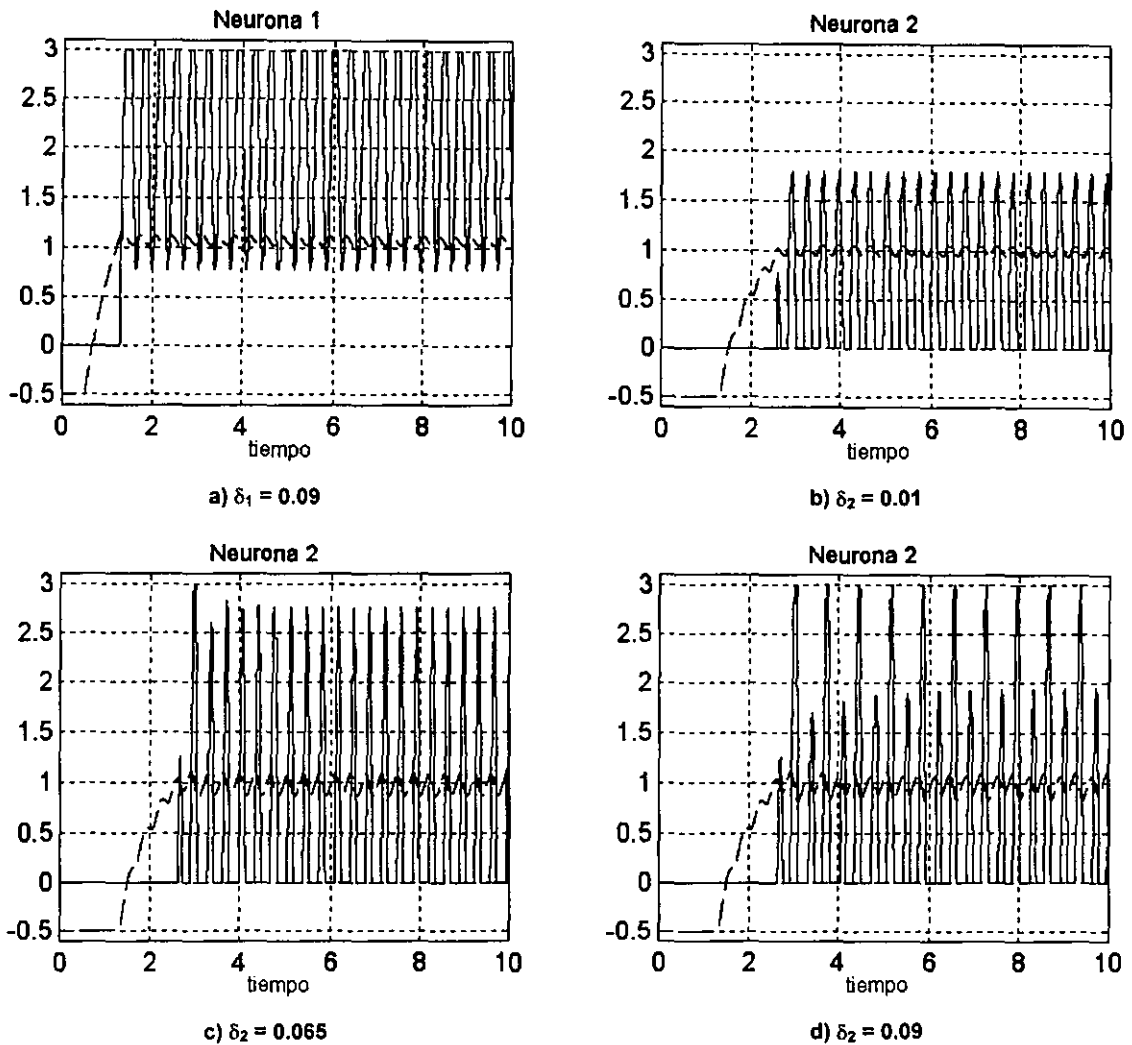 Neurona 1
3
2.5
2
1.5
1
0.5
0
-0.5
0 2 4 6 8 10
tiempo
a) δ₁ = 0.09
Neurona 2
3
2.5
2
1.5
1
0.5
0
-0.5
0 2 4 6 8 10
tiempo
b) δ₂ = 0.01
Neurona 2
3
2.5
2
1.5
1
0.5
0
-0.5
0 2 4 6 8 10
tiempo
c) δ₂ = 0.065
Neurona 2
3
2.5
2
1.5
1
0.5
0
-0.5
0 2 4 6 8 10
tiempo
d) δ₂ = 0.09